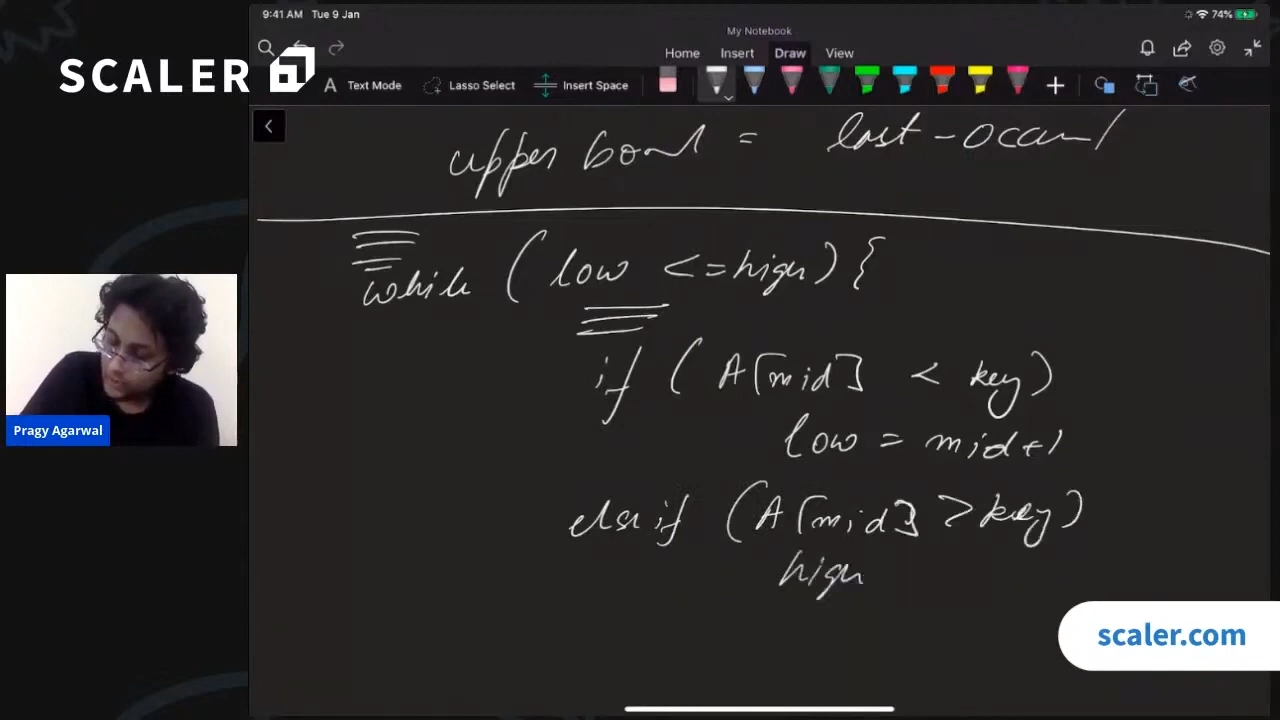 9:41 AM Tue 9 Jan
74%
My Notebook
Home Insert Draw View
SCALER
Text Mode Lasso Select Insert Space
upper bound = last-occur
while (low <= high) {
if (A[mid] < key)
low = mid+1
else if (A[mid] > key)
high
Pragy Agarwal
scaler.com